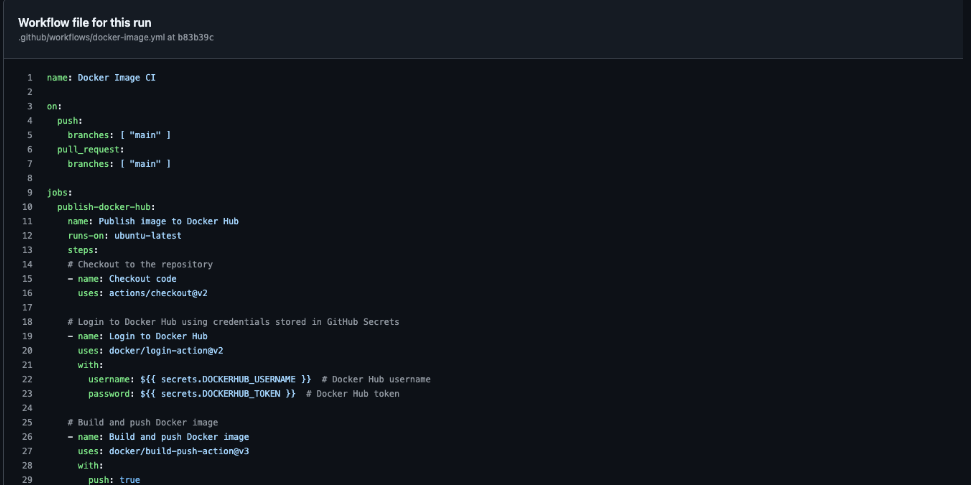 Workflow file for this run
.github/workflows/docker-image.yml at b83b39c
1 name: Docker Image CI
2
3 on:
4   push:
5     branches: [ "main" ]
6   pull_request:
7     branches: [ "main" ]
8
9 jobs:
10   publish-docker-hub:
11     name: Publish image to Docker Hub
12     runs-on: ubuntu-latest
13     steps:
14     # Checkout to the repository
15     - name: Checkout code
16       uses: actions/checkout@v2
17
18     # Login to Docker Hub using credentials stored in GitHub Secrets
19     - name: Login to Docker Hub
20       uses: docker/login-action@v2
21       with:
22         username: ${{ secrets.DOCKERHUB_USERNAME }}  # Docker Hub username
23         password: ${{ secrets.DOCKERHUB_TOKEN }}  # Docker Hub token
24
25     # Build and push Docker image
26     - name: Build and push Docker image
27       uses: docker/build-push-action@v3
28       with:
29         push: true